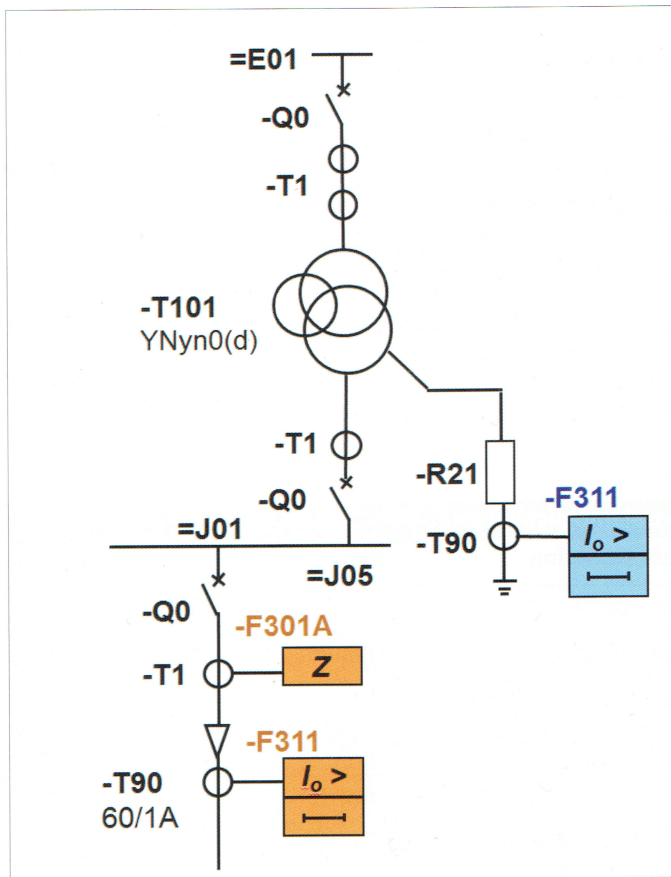 =E01
-Q0
-T1
-T101
YNyn0(d)
-T1
-R21
-Q0
-F311
=J01
-T90
Io >
=J05
-Q0
-F301A
-T1
Z
-F311
-T90
Io >
60/1A